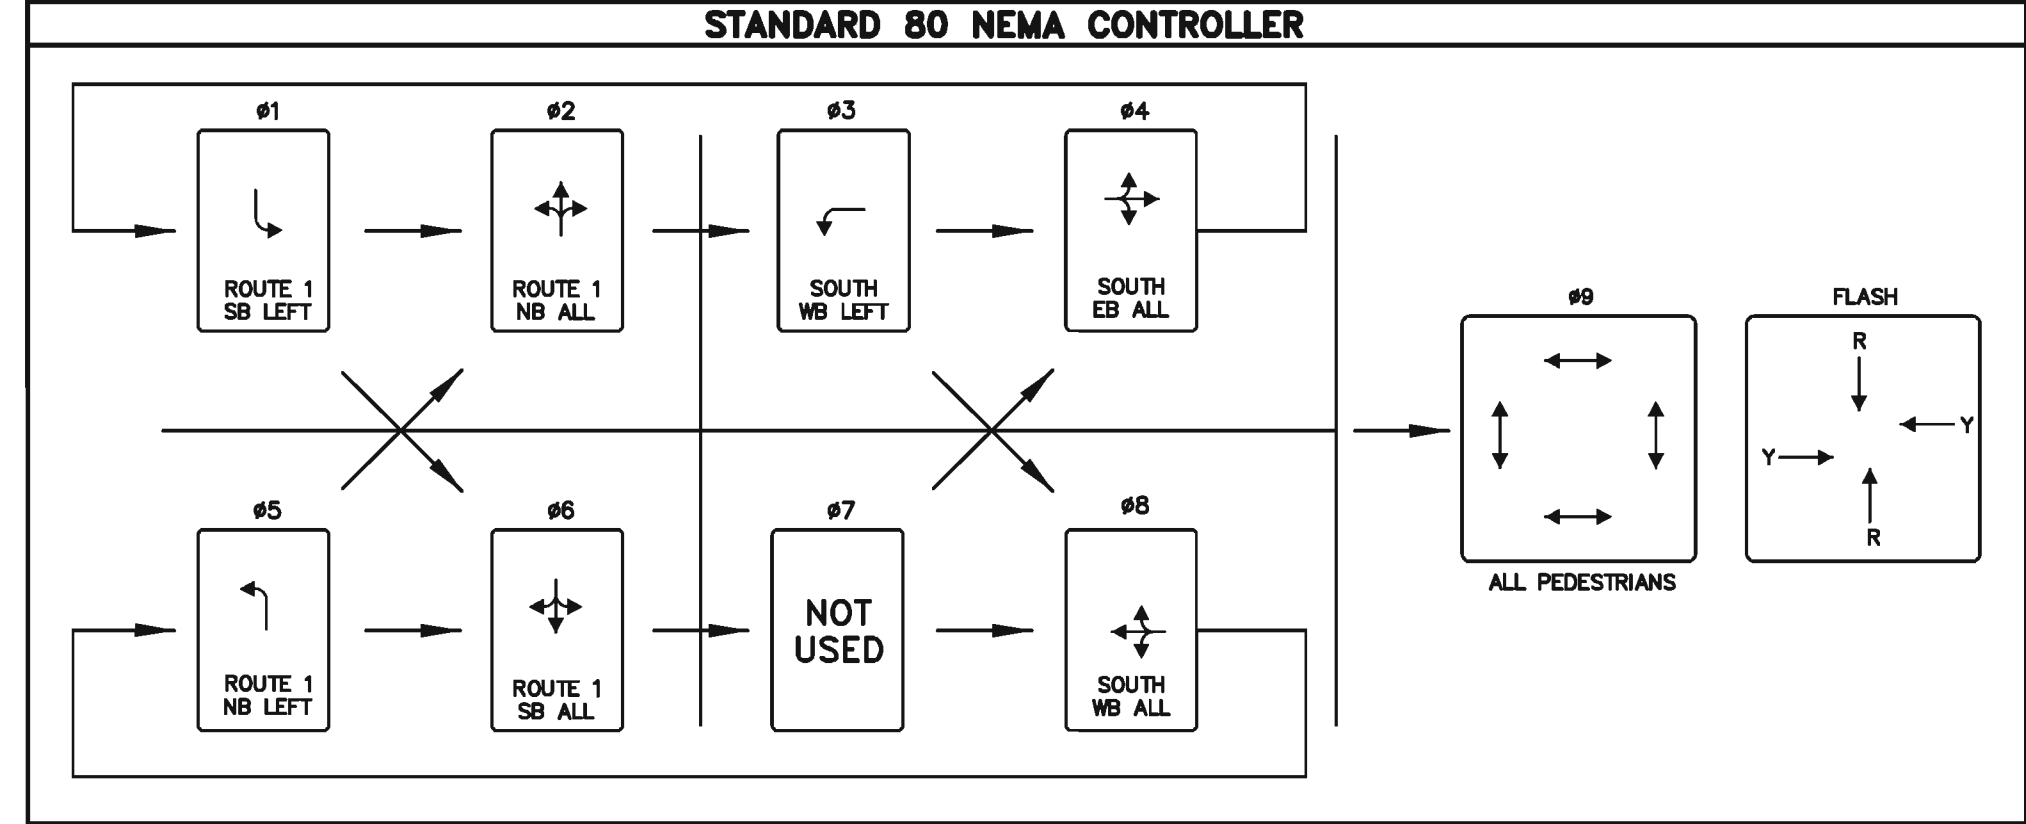 STANDARD 80 NEMA CONTROLLER
ø1
ø2
ø3
ø4
ROUTE 1
SB LEFT
ROUTE 1
NB ALL
SOUTH
WB LEFT
SOUTH
EB ALL
ø9
FLASH
R
Y
Y
R
ALL PEDESTRIANS
ø5
ø6
ø7
ø8
ROUTE 1
NB LEFT
ROUTE 1
SB ALL
NOT
USED
SOUTH
WB ALL